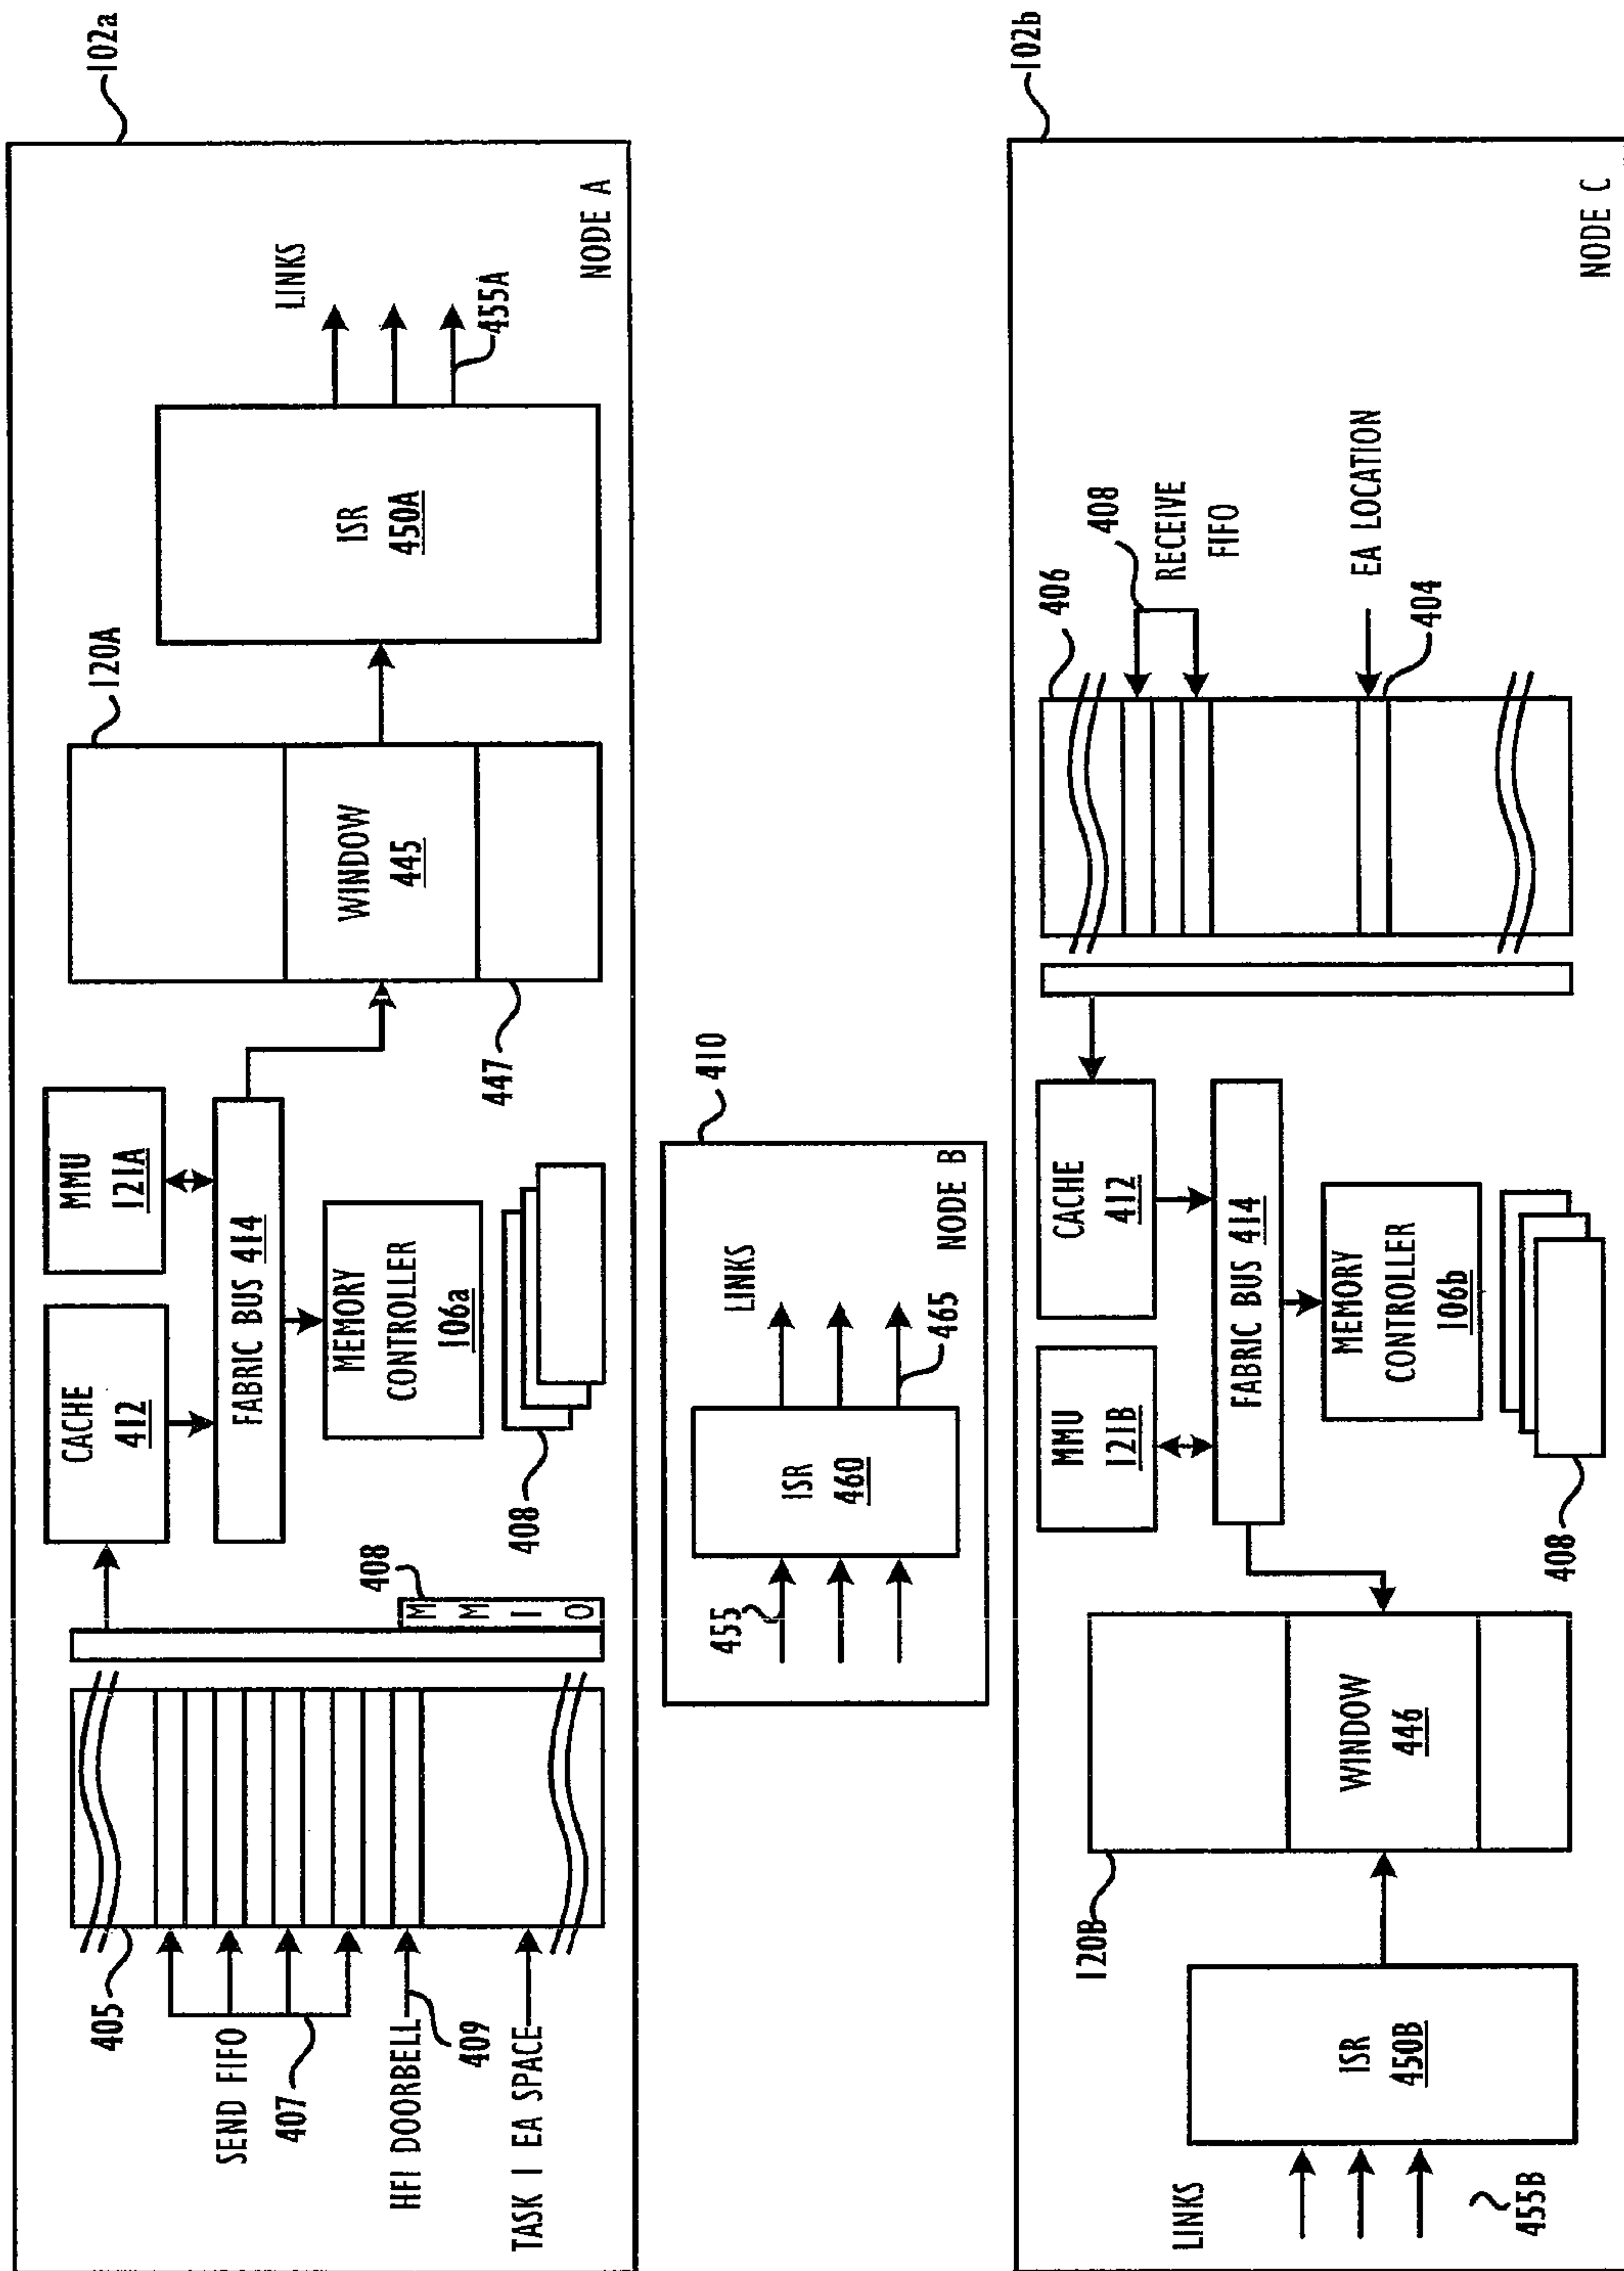 102a
NODE A
LINKS
455A
ISR
450A
120A
WINDOW
445
447
MMU
121A
CACHE
412
FABRIC BUS 414
MEMORY
CONTROLLER
106a
408
408
M M I O
405
SEND FIFO
407
HFI DOORBELL
409
TASK 1 EA SPACE
410
NODE B
LINKS
465
ISR
460
455
102b
NODE C
406
408
RECEIVE
FIFO
EA LOCATION
404
CACHE
412
MMU
121B
FABRIC BUS 414
MEMORY
CONTROLLER
106b
408
WINDOW
446
120B
ISR
450B
LINKS
455B